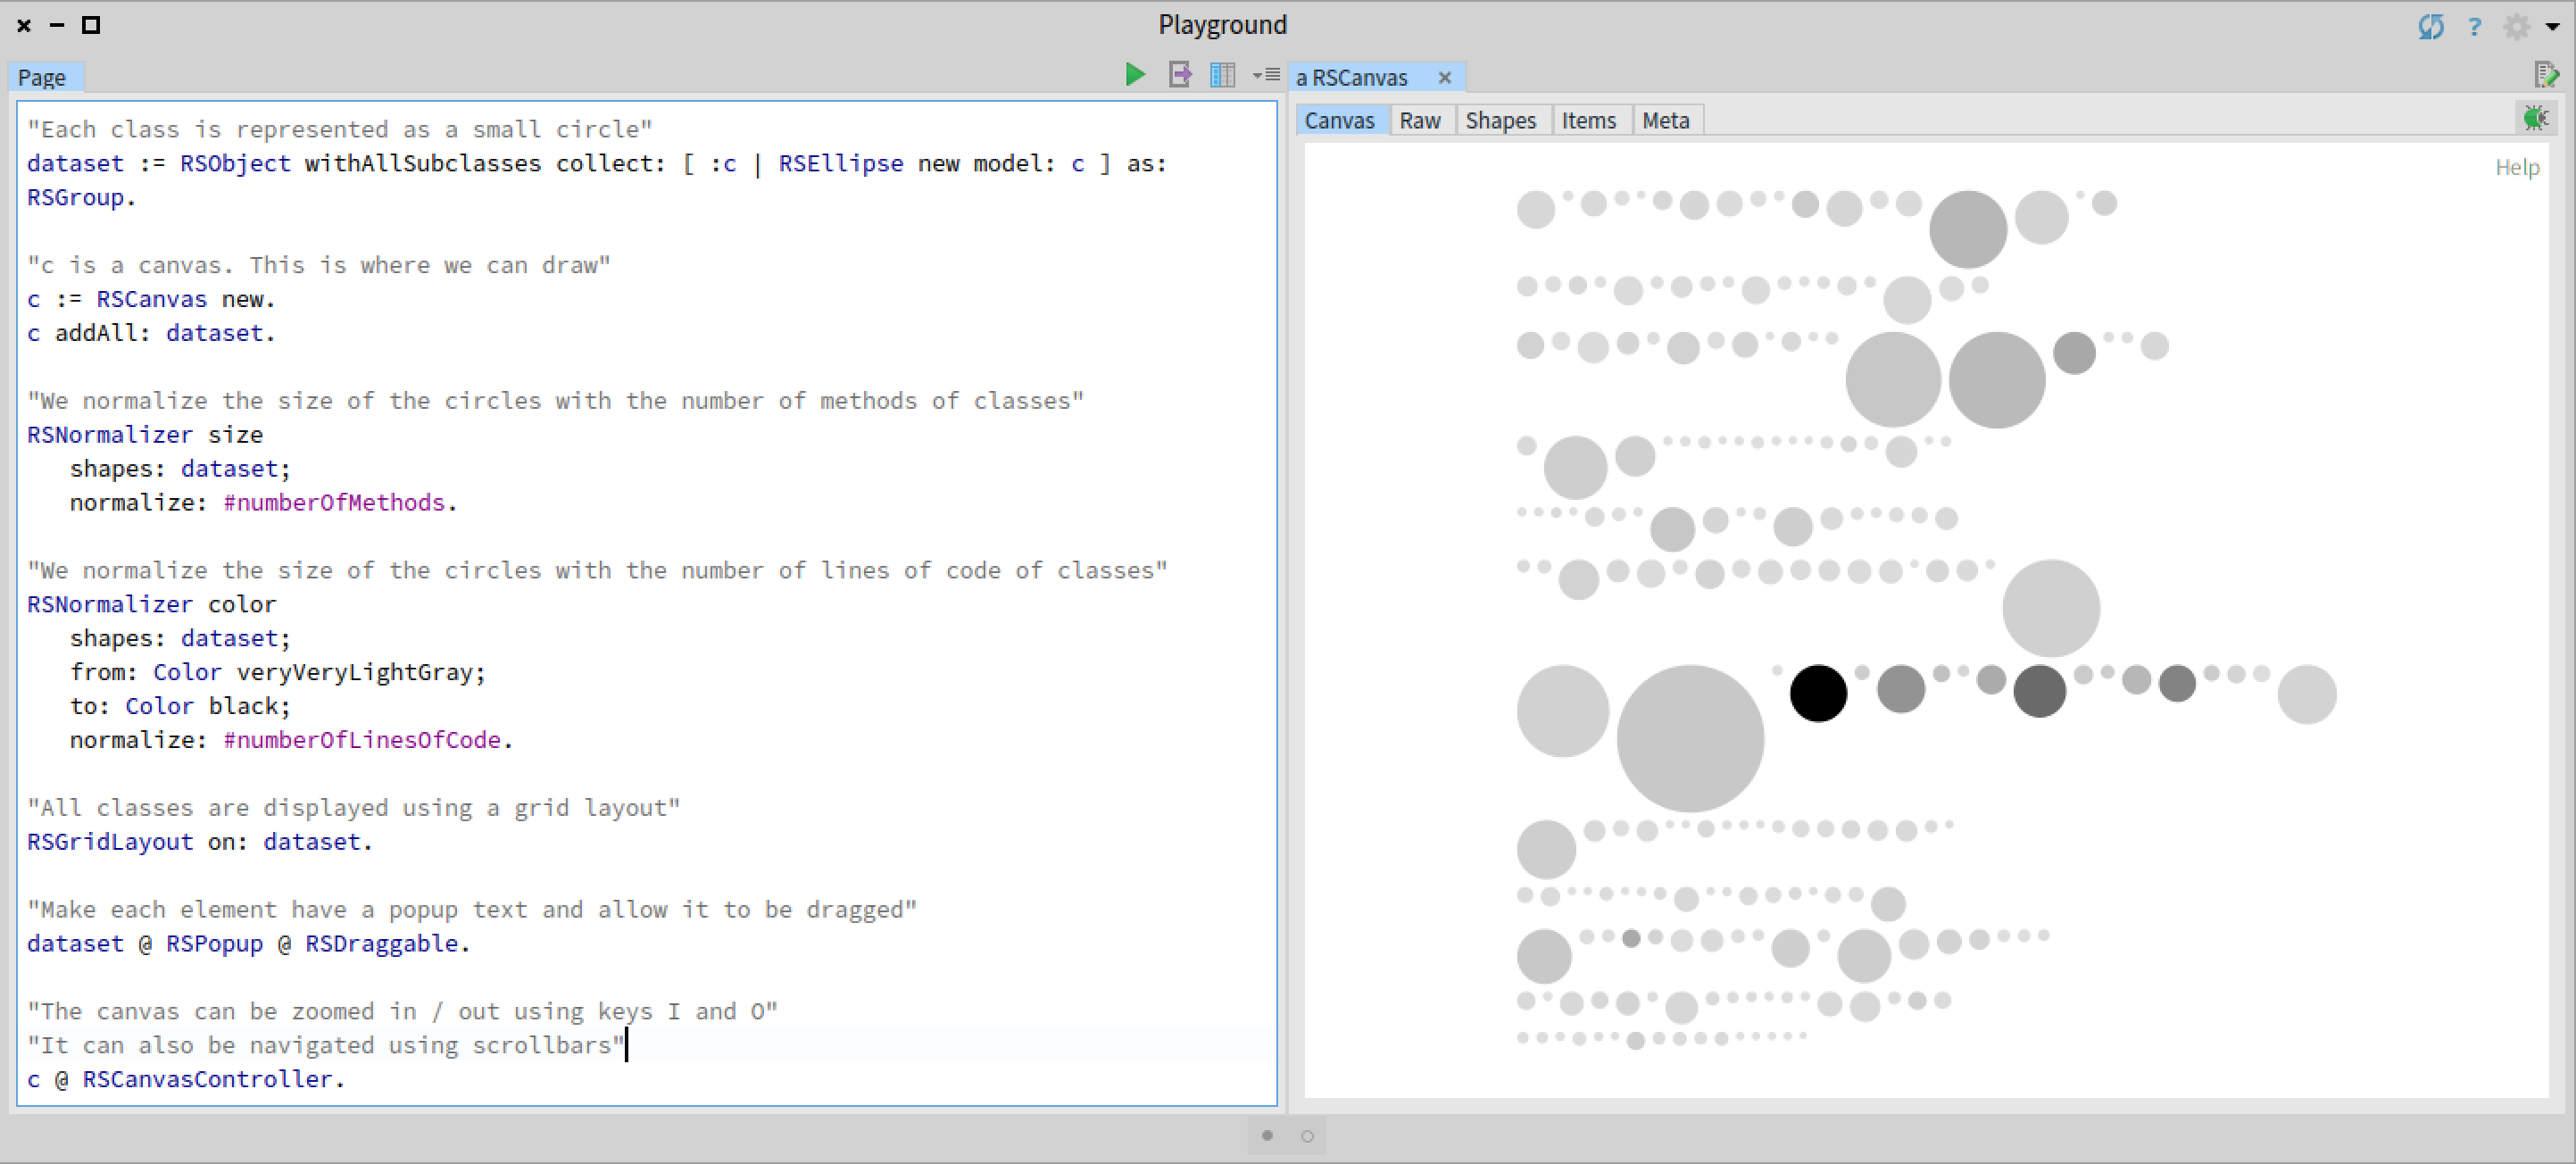 Playground
?
Page
a RSCanvas
Canvas Raw Shapes Items Meta
Help
"Each class is represented as a small circle"
dataset := RSObject withAllSubclasses collect: [ :c | RSEllipse new model: c ] as:
RSGroup.
"c is a canvas. This is where we can draw"
c := RSCanvas new.
c addAll: dataset.
"We normalize the size of the circles with the number of methods of classes"
RSNormalizer size
shapes: dataset;
normalize: #numberOfMethods.
"We normalize the size of the circles with the number of lines of code of classes"
RSNormalizer color
shapes: dataset;
from: Color veryVeryLightGray;
to: Color black;
normalize: #numberOfLinesOfCode.
"All classes are displayed using a grid layout"
RSGridLayout on: dataset.
"Make each element have a popup text and allow it to be dragged"
dataset @ RSPopup @ RSDraggable.
"The canvas can be zoomed in / out using keys I and O"
"It can also be navigated using scrollbars"
c @ RSCanvasController.